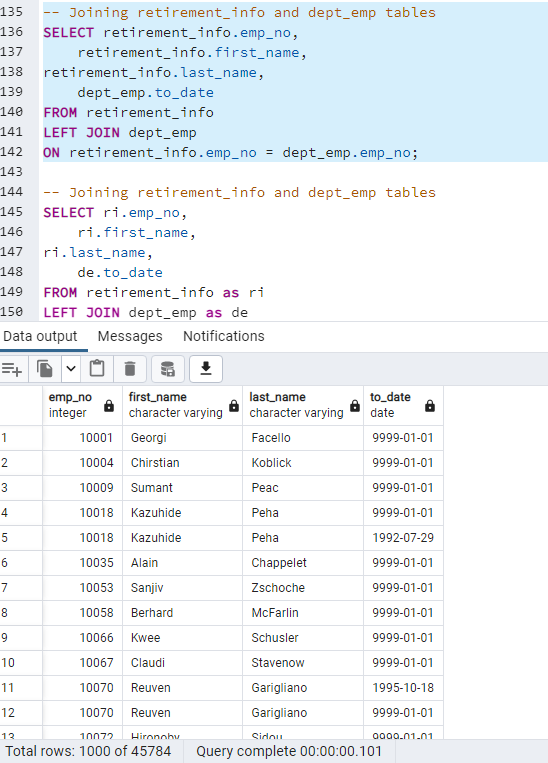 135 -- Joining retirement_info and dept_emp tables
136 SELECT retirement_info.emp_no,
137     retirement_info.first_name,
138 retirement_info.last_name,
139     dept_emp.to_date
140 FROM retirement_info
141 LEFT JOIN dept_emp
142 ON retirement_info.emp_no = dept_emp.emp_no;
143
144 -- Joining retirement_info and dept_emp tables
145 SELECT ri.emp_no,
146     ri.first_name,
147 ri.last_name,
148     de.to_date
149 FROM retirement_info as ri
150 LEFT JOIN dept_emp as de
Data output Messages Notifications
emp_no first_name last_name to_date
integer character varying character varying date
1 10001 Georgi Facello 9999-01-01
2 10004 Chirstian Koblick 9999-01-01
3 10009 Sumant Peac 9999-01-01
4 10018 Kazuhide Peha 9999-01-01
5 10018 Kazuhide Peha 1992-07-29
6 10035 Alain Chappelet 9999-01-01
7 10053 Sanjiv Zschoche 9999-01-01
8 10058 Berhard McFarlin 9999-01-01
9 10066 Kwee Schusler 9999-01-01
10 10067 Claudi Stavenow 9999-01-01
11 10070 Reuven Garigliano 1995-10-18
12 10070 Reuven Garigliano 9999-01-01
13 10072 Hironoby Sidou 9999-01-01
Total rows: 1000 of 45784 Query complete 00:00:00.101